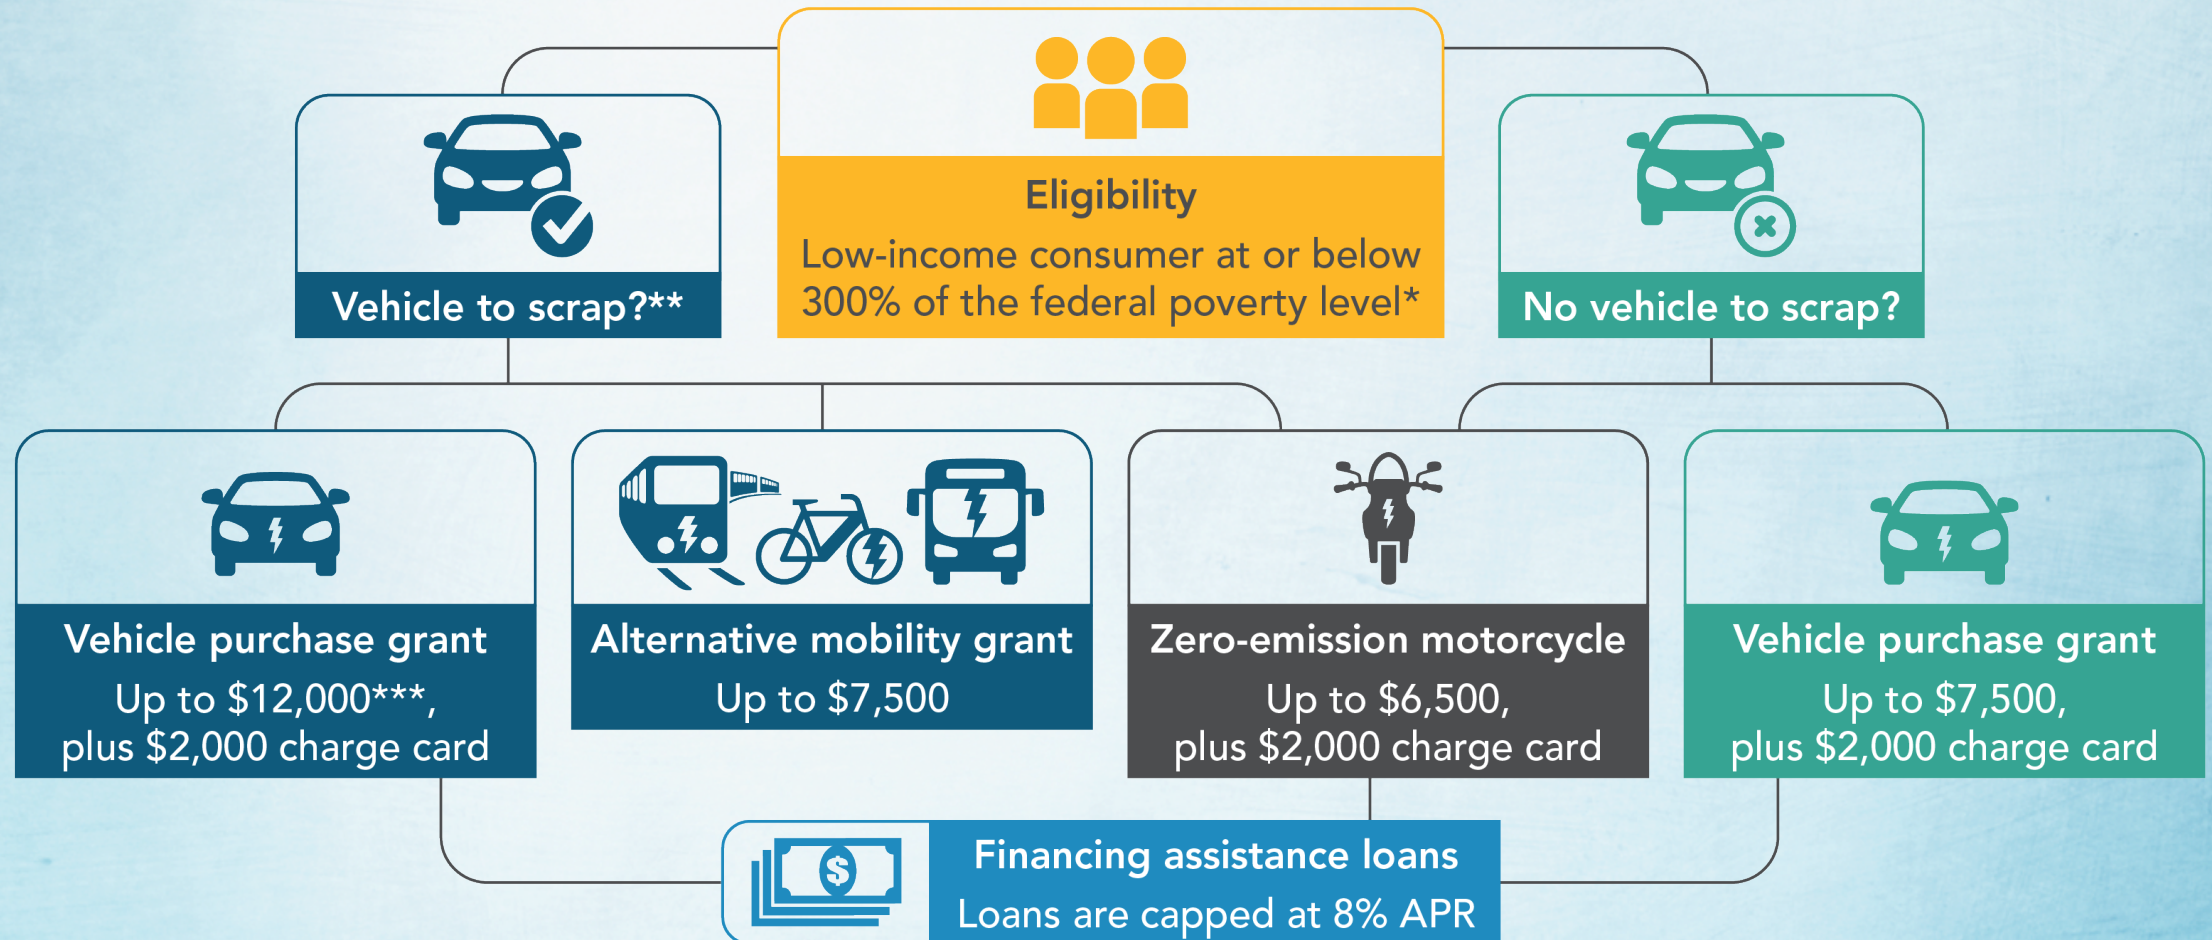 Eligibility
Low-income consumer at or below
300% of the federal poverty level*
Vehicle to scrap?**
No vehicle to scrap?
Vehicle purchase grant
Up to $12,000***,
plus $2,000 charge card
Alternative mobility grant
Up to $7,500
Zero-emission motorcycle
Up to $6,500,
plus $2,000 charge card
Vehicle purchase grant
Up to $7,500,
plus $2,000 charge card
$
Financing assistance loans
Loans are capped at 8% APR